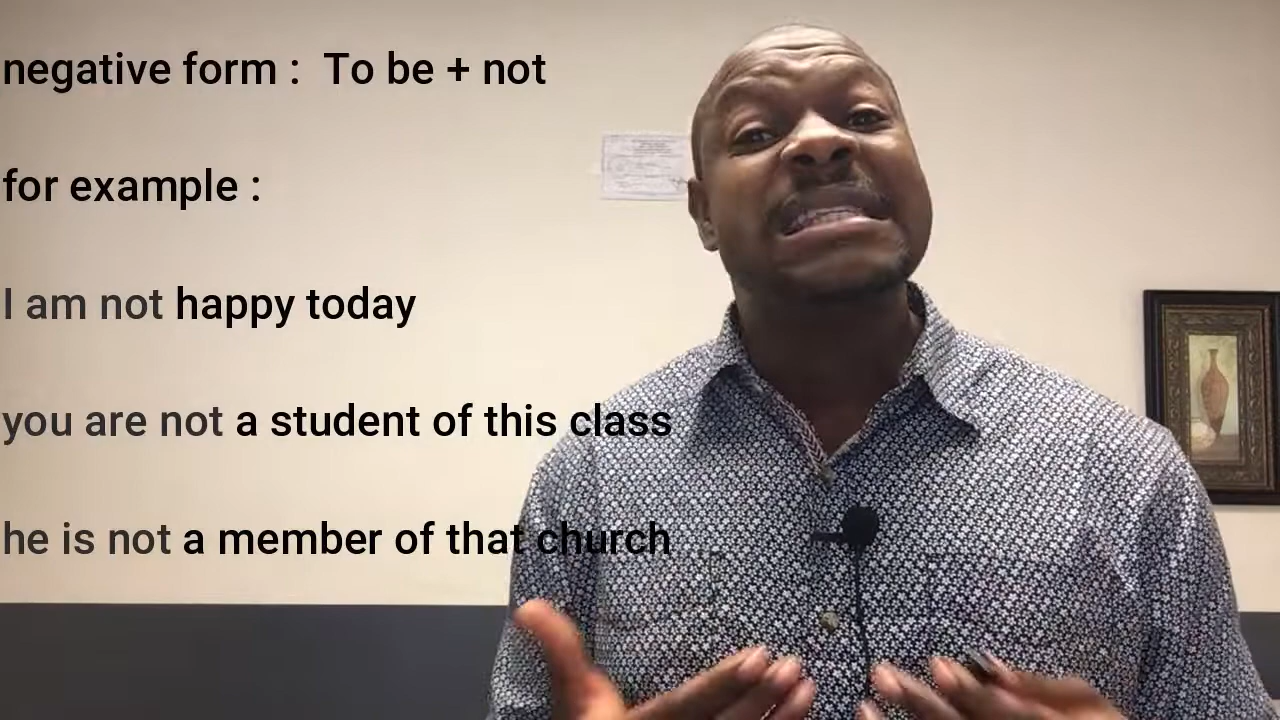 negative form :  To be + not
for example :
I am not happy today
you are not a student of this class
he is not a member of that church